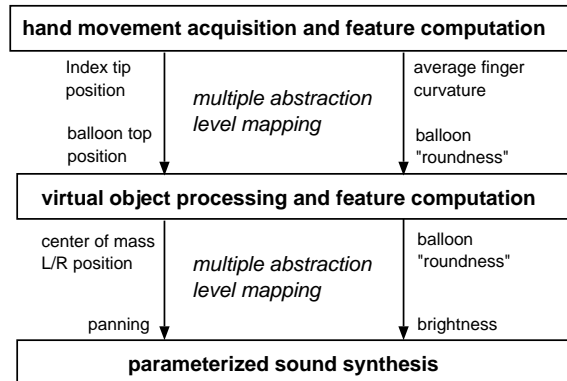 hand movement acquisition and feature computation
Index tip
position
multiple abstraction
level mapping
average finger
curvature
balloon top
position
balloon
"roundness"
virtual object processing and feature computation
center of mass
L/R position
multiple abstraction
level mapping
balloon
"roundness"
panning
brightness
parameterized sound synthesis